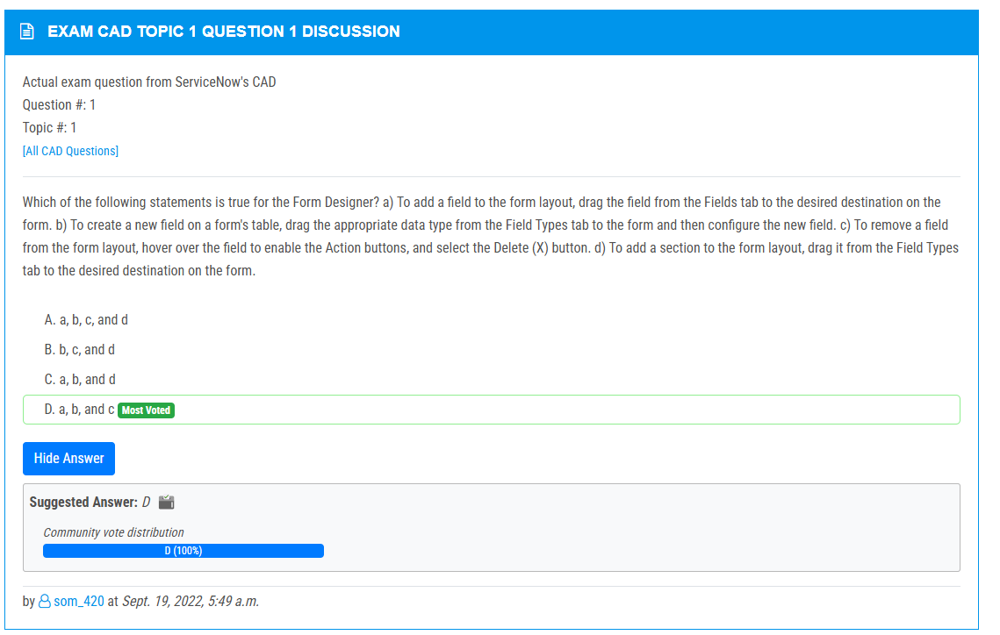 EXAM CAD TOPIC 1 QUESTION 1 DISCUSSION
Actual exam question from ServiceNow's CAD
Question #: 1
Topic #: 1
[All CAD Questions]
Which of the following statements is true for the Form Designer? a) To add a field to the form layout, drag the field from the Fields tab to the desired destination on the
form. b) To create a new field on a form's table, drag the appropriate data type from the Field Types tab to the form and then configure the new field. c) To remove a field
from the form layout, hover over the field to enable the Action buttons, and select the Delete (X) button. d) To add a section to the form layout, drag it from the Field Types
tab to the desired destination on the form.
A. a, b, c, and d
B. b, c, and d
C. a, b, and d
D. a, b, and c Most Voted
Hide Answer
Suggested Answer: D
Community vote distribution
D (100%)
by som_420 at Sept. 19, 2022, 5:49 a.m.